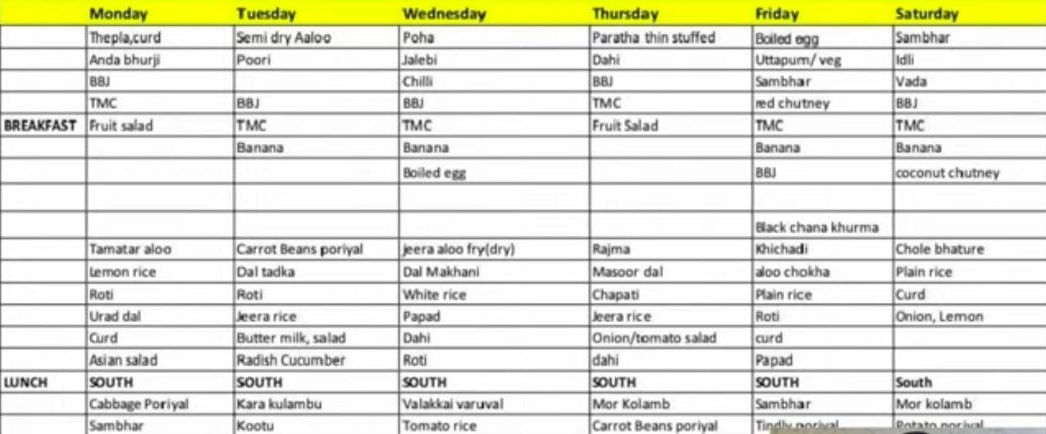 Monday Tuesday Wednesday Thursday Friday Saturday
Thepla,curd Semi dry Aaloo Poha Paratha thin stuffed Boiled egg Sambhar
Anda bhurji Poori Jalebi Dahi Uttapum/ veg Idli
BBJ Chilli BBJ Sambhar Vada
TMC BBJ BBJ TMC red chutney BBJ
BREAKFAST Fruit salad TMC TMC Fruit Salad TMC TMC
Banana Banana Banana Banana
Boiled egg BBJ coconut chutney
Black chana khurma
Tamatar aloo Carrot Beans poriyal jeera aloo fry(dry) Rajma Khichadi Chole bhature
Lemon rice Dal tadka Dal Makhani Masoor dal aloo chokha Plain rice
Roti Roti White rice Chapati Plain rice Curd
Urad dal Jeera rice Papad Jeera rice Roti Onion, Lemon
Curd Butter milk, salad Dahi Onion/tomato salad curd
Asian salad Radish Cucumber Roti dahi Papad
LUNCH SOUTH SOUTH SOUTH SOUTH SOUTH South
Cabbage Poriyal Kara kulambu Valakkai varuval Mor Kolamb Sambhar Mor kolamb
Sambhar Kootu Tomato rice Carrot Beans poriyal Tindly poriyal Potato poriyal